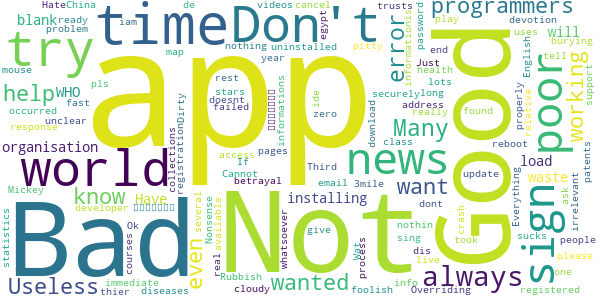 Hate China time Don't programmers
videos cancel
de play
blank ready iam egypt trusts devotion
try problem map nothing uninstalled pitty error password uses burying
mouse pls year end English will tell
help WHO fast rest health lots support
occurred unclear app stars ide Just long poor working
response Dirty doesnt failed informations address found
organisation registration collections zero download Many securely properly relative
world If pages class really reboot
access Third news load patents
Mickey Cannot betrayal email 3mile update waste
know Have installing want crash ask irrelevant
statistics developer Nonsense several available whatsoever dont Good Everything
Bad Ok real Not give process sing always sign people
courses even nothin took sucks please
Useless Rubbish wanted dis info live one
thier immediate diseases cloudy foolish Overriding registered